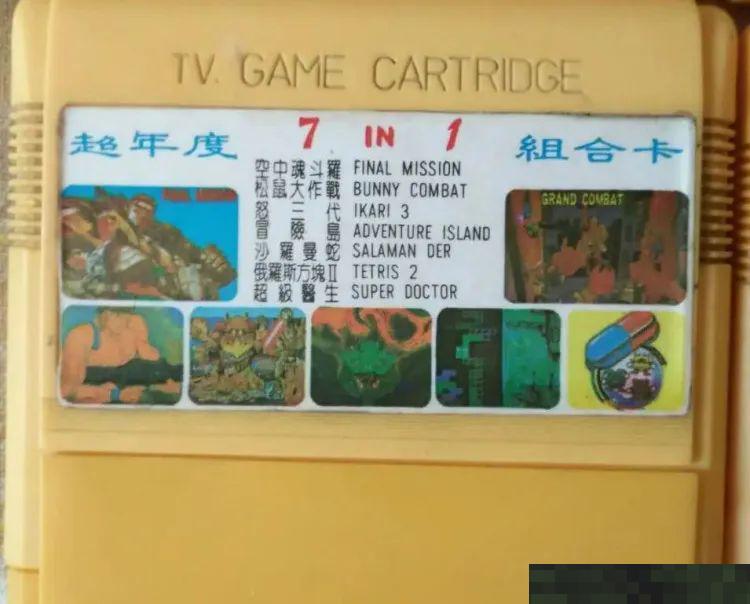 TV. GAME CARTRIDGE
超年度 7 IN 1 組合卡
空中魂斗羅 FINAL MISSION
松鼠大作戰 BUNNY COMBAT
怒三代 IKARI 3
冒險島 ADVENTURE ISLAND
沙羅曼蛇 SALAMAN DER
俄羅斯方塊II TETRIS 2
超級醫生 SUPER DOCTOR
FINAL MISSION
GRAND COMBAT